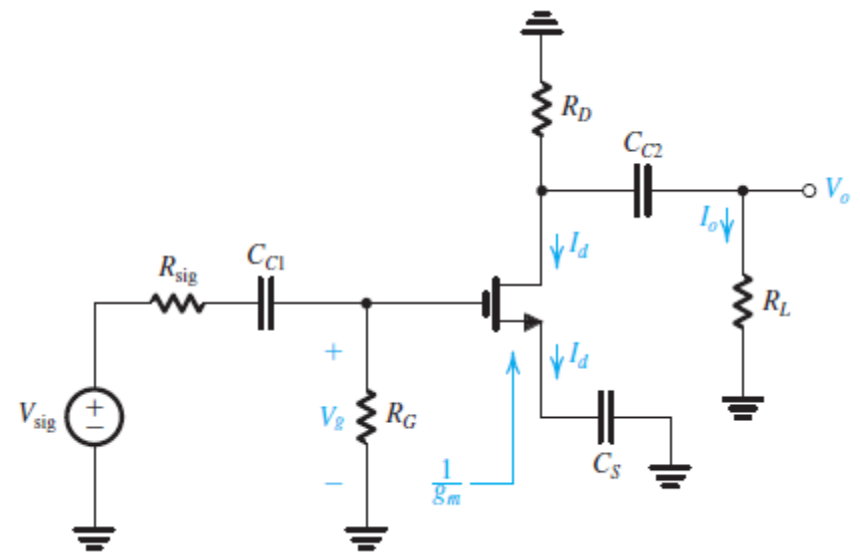 R_D
C_C2
V_o
I_o
I_d
R_sig
C_C1
R_L
+
I_d
V_sig
+
−
V_g
R_G
−
1
g_m
C_S